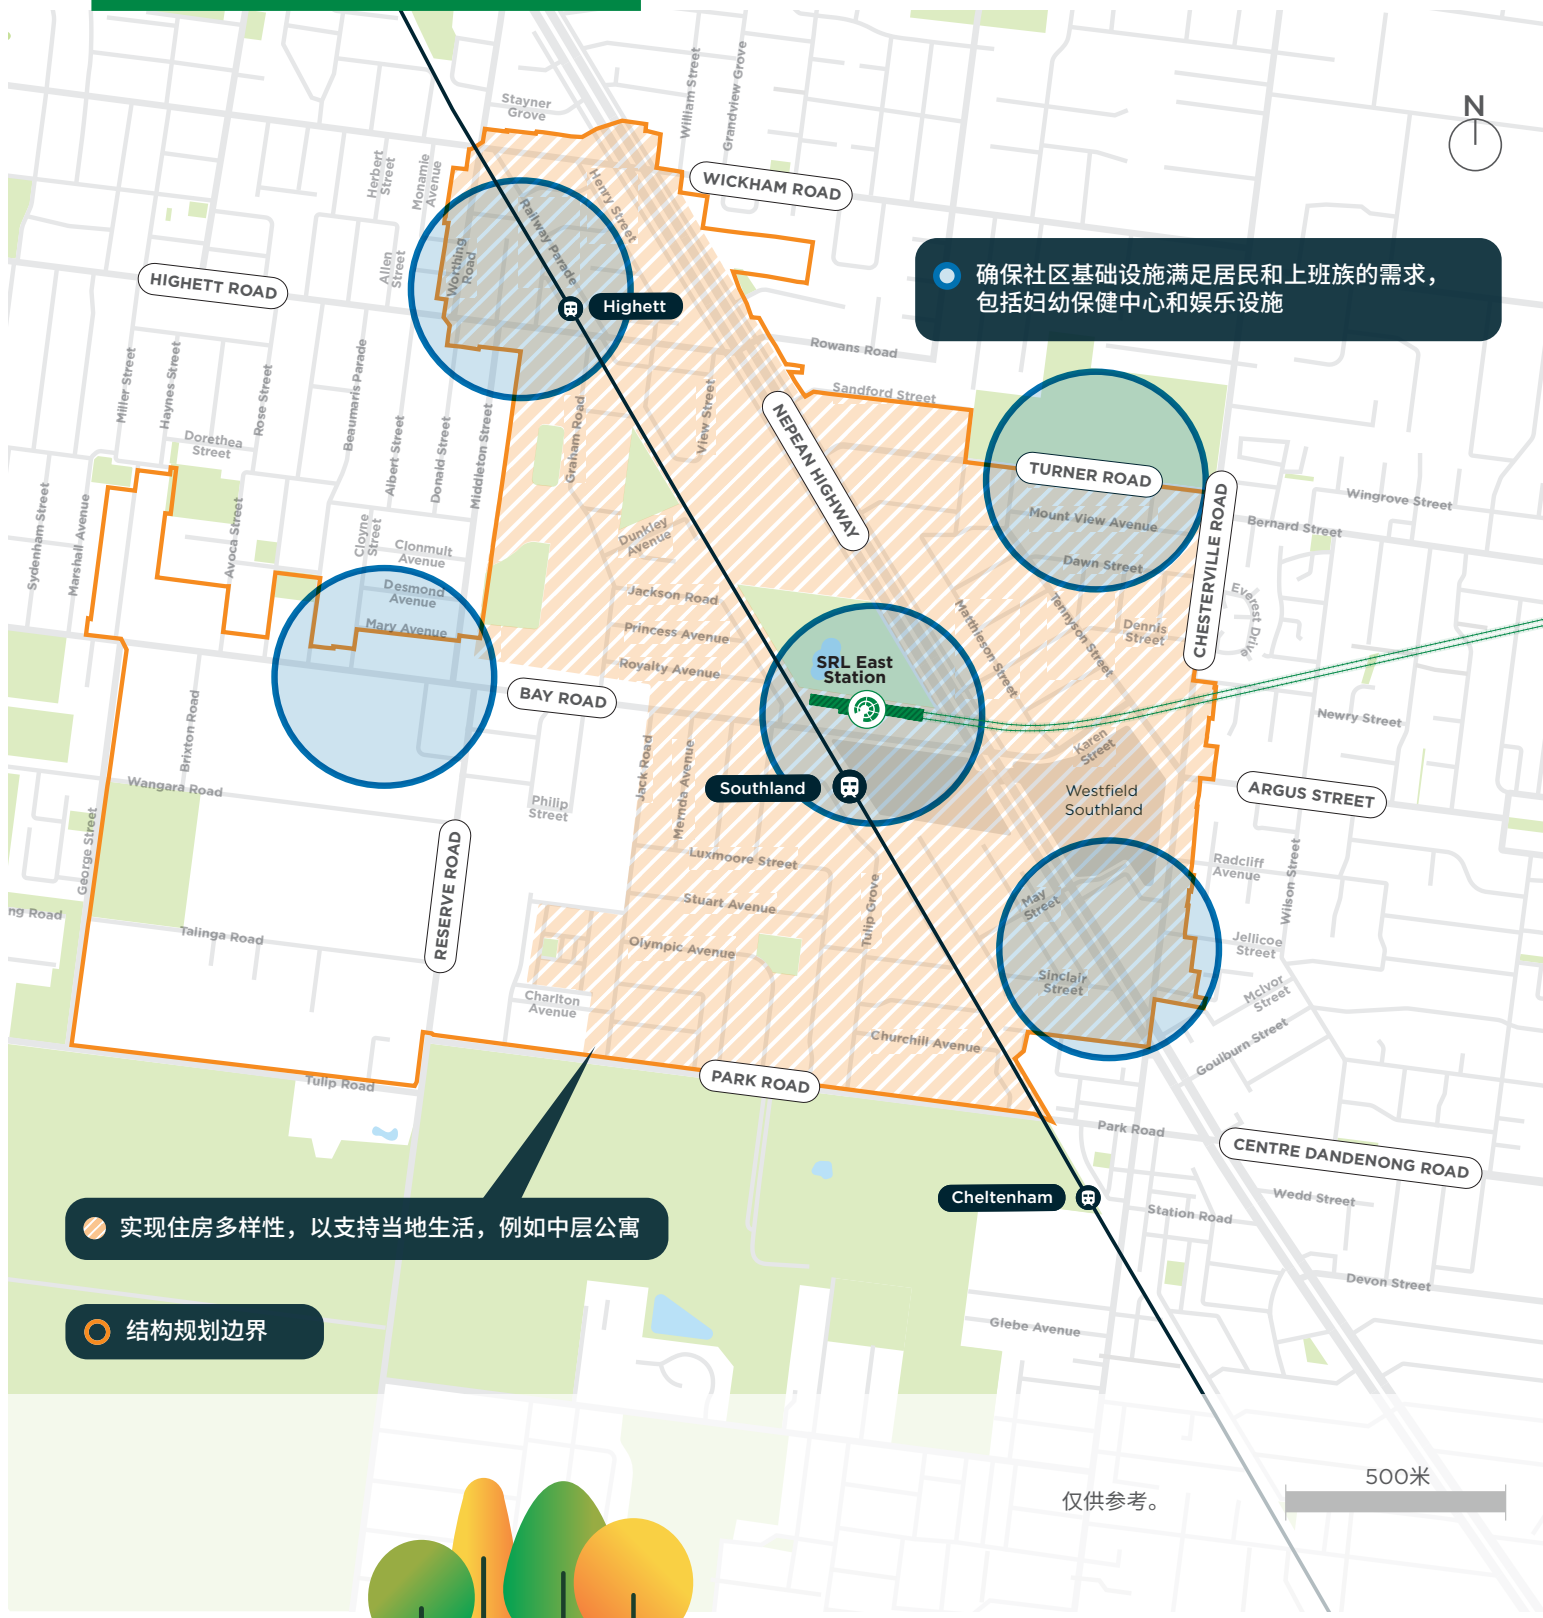 Stayner
Grove
William Street
Grandview Grove
N
Herbert
Street
Monamie
Avenue
Henry Street
WICKHAM ROAD
Railway Parade
Worthing
Road
Allen
Street
HIGHETT ROAD
Highett
确保社区基础设施满足居民和上班族的需求，
包括妇幼保健中心和娱乐设施
Rowans Road
Sandford Street
Miller Street
Haynes Street
Rose Street
Beaumaris Parade
Albert Street
Donald Street
Middleton Street
Graham Road
View Street
NEPEAN HIGHWAY
Dorethea
Street
TURNER ROAD
CHESTERVILLE ROAD
Wingrove Street
Bernard Street
Mount View Avenue
Dawn Street
Sydenham Street
Marshall Avenue
Avoca Street
Cloyne
Street
Clonmult
Avenue
Desmond
Avenue
Mary Avenue
Dunkley
Avenue
Jackson Road
Princess Avenue
Royalty Avenue
Matthieson Street
Tennyson Street
Dennis
Street
Everest Drive
SRL East
Station
BAY ROAD
Newry Street
Karen
Street
Brixton Road
Wangara Road
Jack Road
Mernda Avenue
Philip
Street
Southland
Westfield
Southland
ARGUS STREET
George Street
RESERVE ROAD
Luxmoore Street
Stuart Avenue
Tulip Grove
May
Street
Radcliff
Avenue
Wilson Street
ng Road
Talinga Road
Olympic Avenue
Jellicoe
Street
Sinclair
Street
McIvor
Street
Charlton
Avenue
Churchill Avenue
Goulburn Street
Tulip Road
PARK ROAD
Park Road
CENTRE DANDENONG ROAD
Cheltenham
Wedd Street
Station Road
实现住房多样性，以支持当地生活，例如中层公寓
Devon Street
结构规划边界
Glebe Avenue
500米
仅供参考。